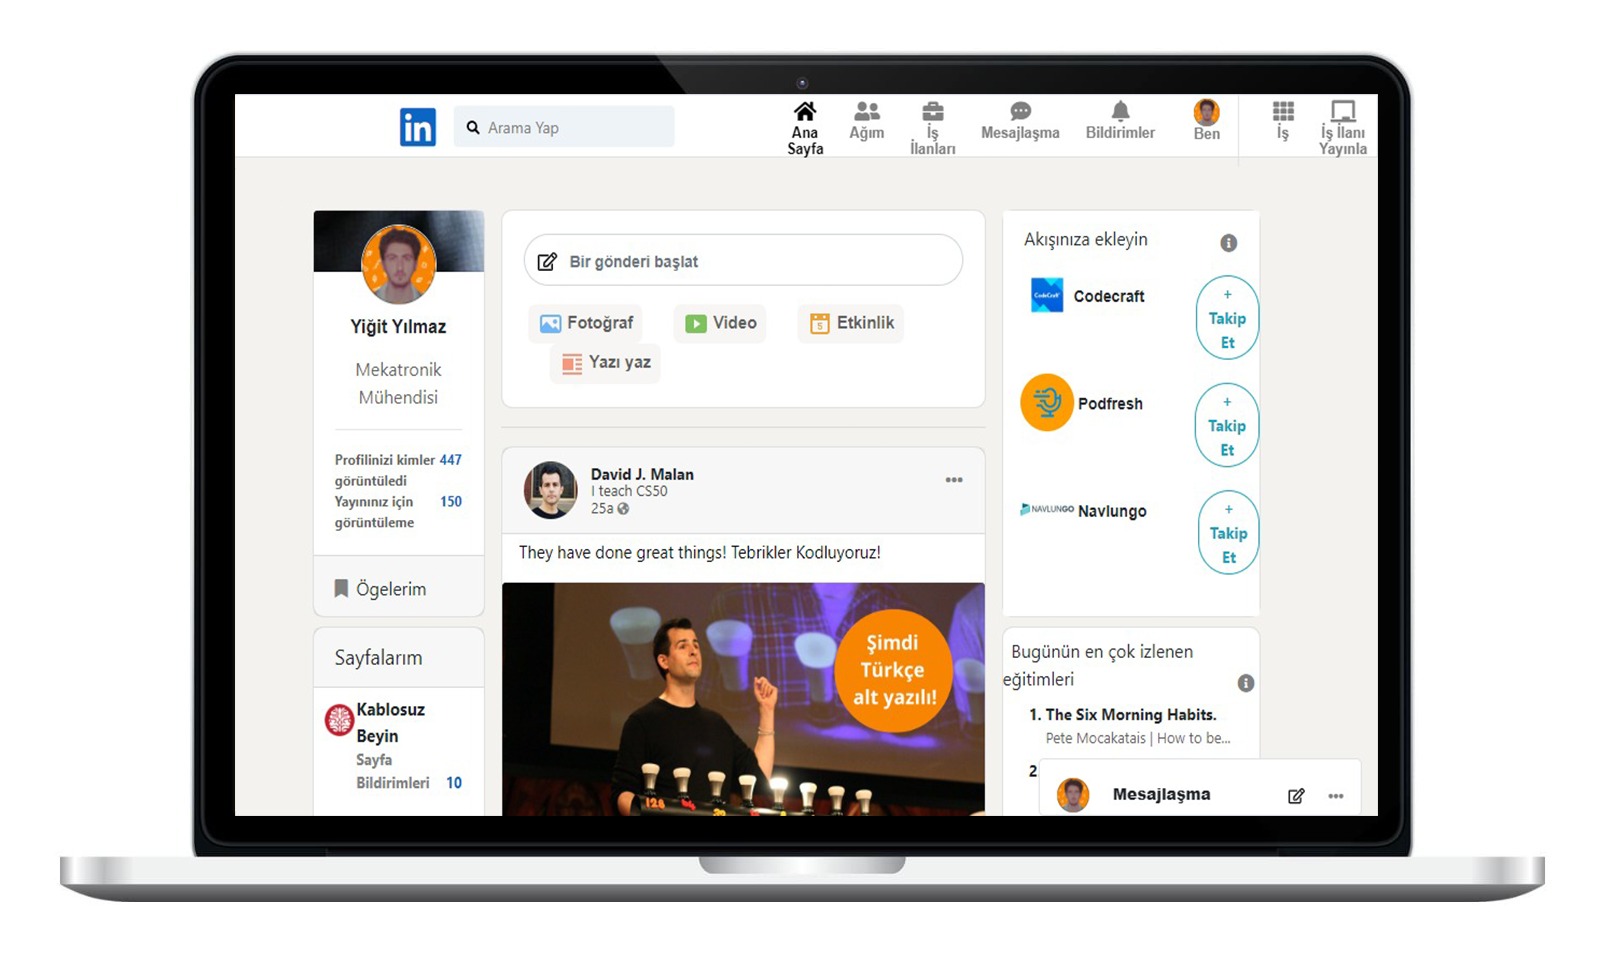 in
Arama Yap
Ana
Sayfa
Ağım
İş
İlanları
Mesajlaşma
Bildirimler
Ben
İş
İş İlanı
Yayınla
Yiğit Yılmaz
Mekatronik
Mühendisi
Profilinizi kimler 447
görüntüledi
Yayınınız için 150
görüntüleme
Ögelerim
Sayfalarım
Kablosuz
Beyin
Sayfa
Bildirimleri 10
Bir gönderi başlat
Fotoğraf
Video
5
Etkinlik
Yazı yaz
David J. Malan
I teach CS50
25a
They have done great things! Tebrikler Kodluyoruz!
Şimdi
Türkçe
alt yazılı!
128
64
Akışınıza ekleyin
CodeCraft
Codecraft
+
Takip
Et
Podfresh
+
Takip
Et
NAVLUNGO
Navlungo
+
Takip
Et
Bugünün en çok izlenen
eğitimleri
1. The Six Morning Habits.
Pete Mocakatais | How to be...
2
Mesajlaşma